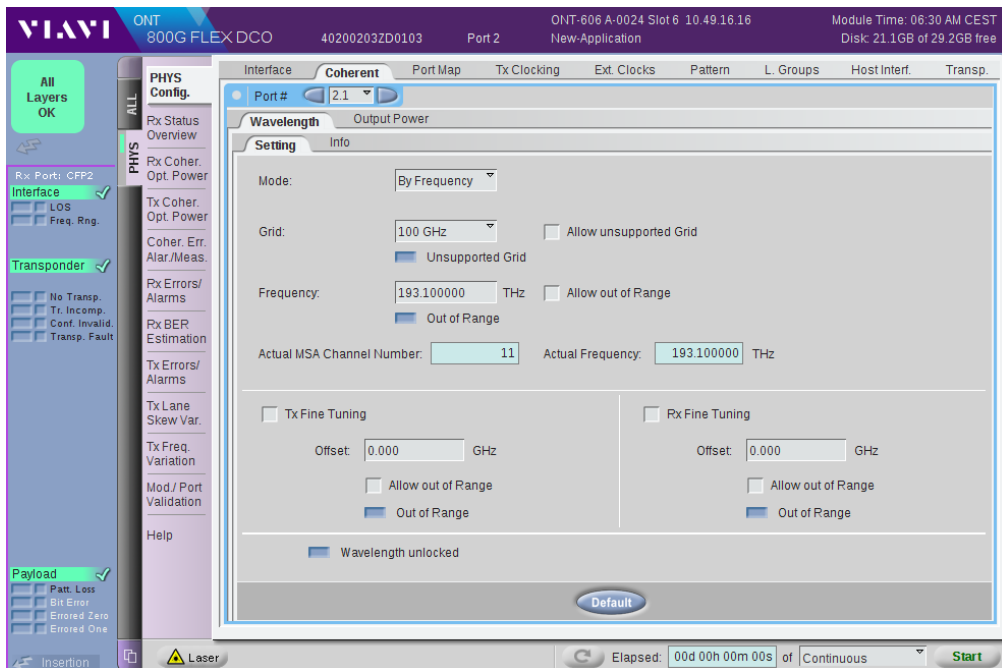 VIAVI
ONT
800G FLEX DCO
40200203ZD0103
Port 2
ONT-606 A-0024 Slot 6 10.49.16.16
New-Application
Module Time: 06:30 AM CEST
Disk: 21.1GB of 29.2GB free
All
Layers
OK
Rx Port: CFP2
Interface
LOS
Freq. Rng.
Transponder
No Transp.
Tr. Incomp.
Conf. Invalid.
Transp. Fault
Payload
Patt. Loss
Bit Error
Errored Zero
Errored One
Insertion
ALL
PHYS
PHYS
Config.
Rx Status
Overview
Rx Coher.
Opt. Power
Tx Coher.
Opt. Power
Coher. Err.
Alar./Meas.
Rx Errors/
Alarms
Rx BER
Estimation
Tx Errors/
Alarms
Tx Lane
Skew Var.
Tx Freq.
Variation
Mod./ Port
Validation
Help
Interface Coherent Port Map Tx Clocking Ext. Clocks Pattern L. Groups Host Interf. Transp.
Port # 2.1
Wavelength Output Power
Setting Info
Mode: By Frequency
Grid: 100 GHz Allow unsupported Grid
Unsupported Grid
Frequency: 193.100000 THz Allow out of Range
Out of Range
Actual MSA Channel Number: 11 Actual Frequency: 193.100000 THz
Tx Fine Tuning
Offset: 0.000 GHz
Allow out of Range
Out of Range
Rx Fine Tuning
Offset: 0.000 GHz
Allow out of Range
Out of Range
Wavelength unlocked
Default
Laser
Elapsed: 00d 00h 00m 00s of Continuous
Start